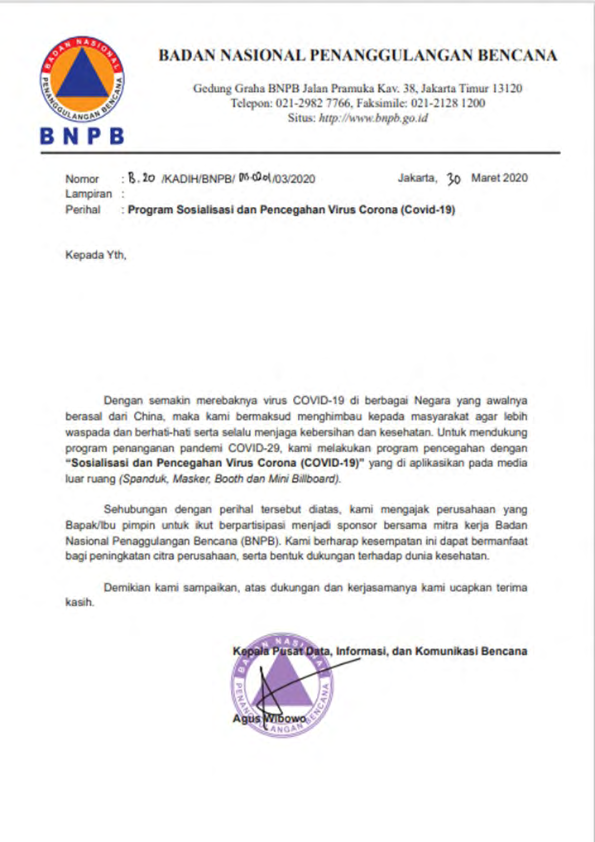 BADAN NASIONAL PENANGGULANGAN BENCANA
Gedung Graha BNPB Jalan Pramuka Kav. 38, Jakarta Timur 13120
Telepon: 021-2982 7766, Faksimile: 021-2128 1200
Situs: http://www.bnpb.go.id
BADAN NASIONAL
PENANGGULANGAN BENCANA
BNPB
Nomor : B.20 /KADIH/BNPB/ /03/2020
Jakarta, 30 Maret 2020
Lampiran :
Perihal : Program Sosialisasi dan Pencegahan Virus Corona (Covid-19)
Kepada Yth,
Dengan semakin merebaknya virus COVID-19 di berbagai Negara yang awalnya
berasal dari China, maka kami bermaksud menghimbau kepada masyarakat agar lebih
waspada dan berhati-hati serta selalu menjaga kebersihan dan kesehatan. Untuk mendukung
program penanganan pandemi COVID-29, kami melakukan program pencegahan dengan
“Sosialisasi dan Pencegahan Virus Corona (COVID-19)” yang di aplikasikan pada media
luar ruang (Spanduk, Masker, Booth dan Mini Billboard).
Sehubungan dengan perihal tersebut diatas, kami mengajak perusahaan yang
Bapak/Ibu pimpin untuk ikut berpartisipasi menjadi sponsor bersama mitra kerja Badan
Nasional Penaggulangan Bencana (BNPB). Kami berharap kesempatan ini dapat bermanfaat
bagi peningkatan citra perusahaan, serta bentuk dukungan terhadap dunia kesehatan.
Demikian kami sampaikan, atas dukungan dan kerjasamanya kami ucapkan terima
kasih.
Kepala Pusat Data, Informasi, dan Komunikasi Bencana
BADAN NASIONAL
PENANGGULANGAN BENCANA
Agus Wibowo